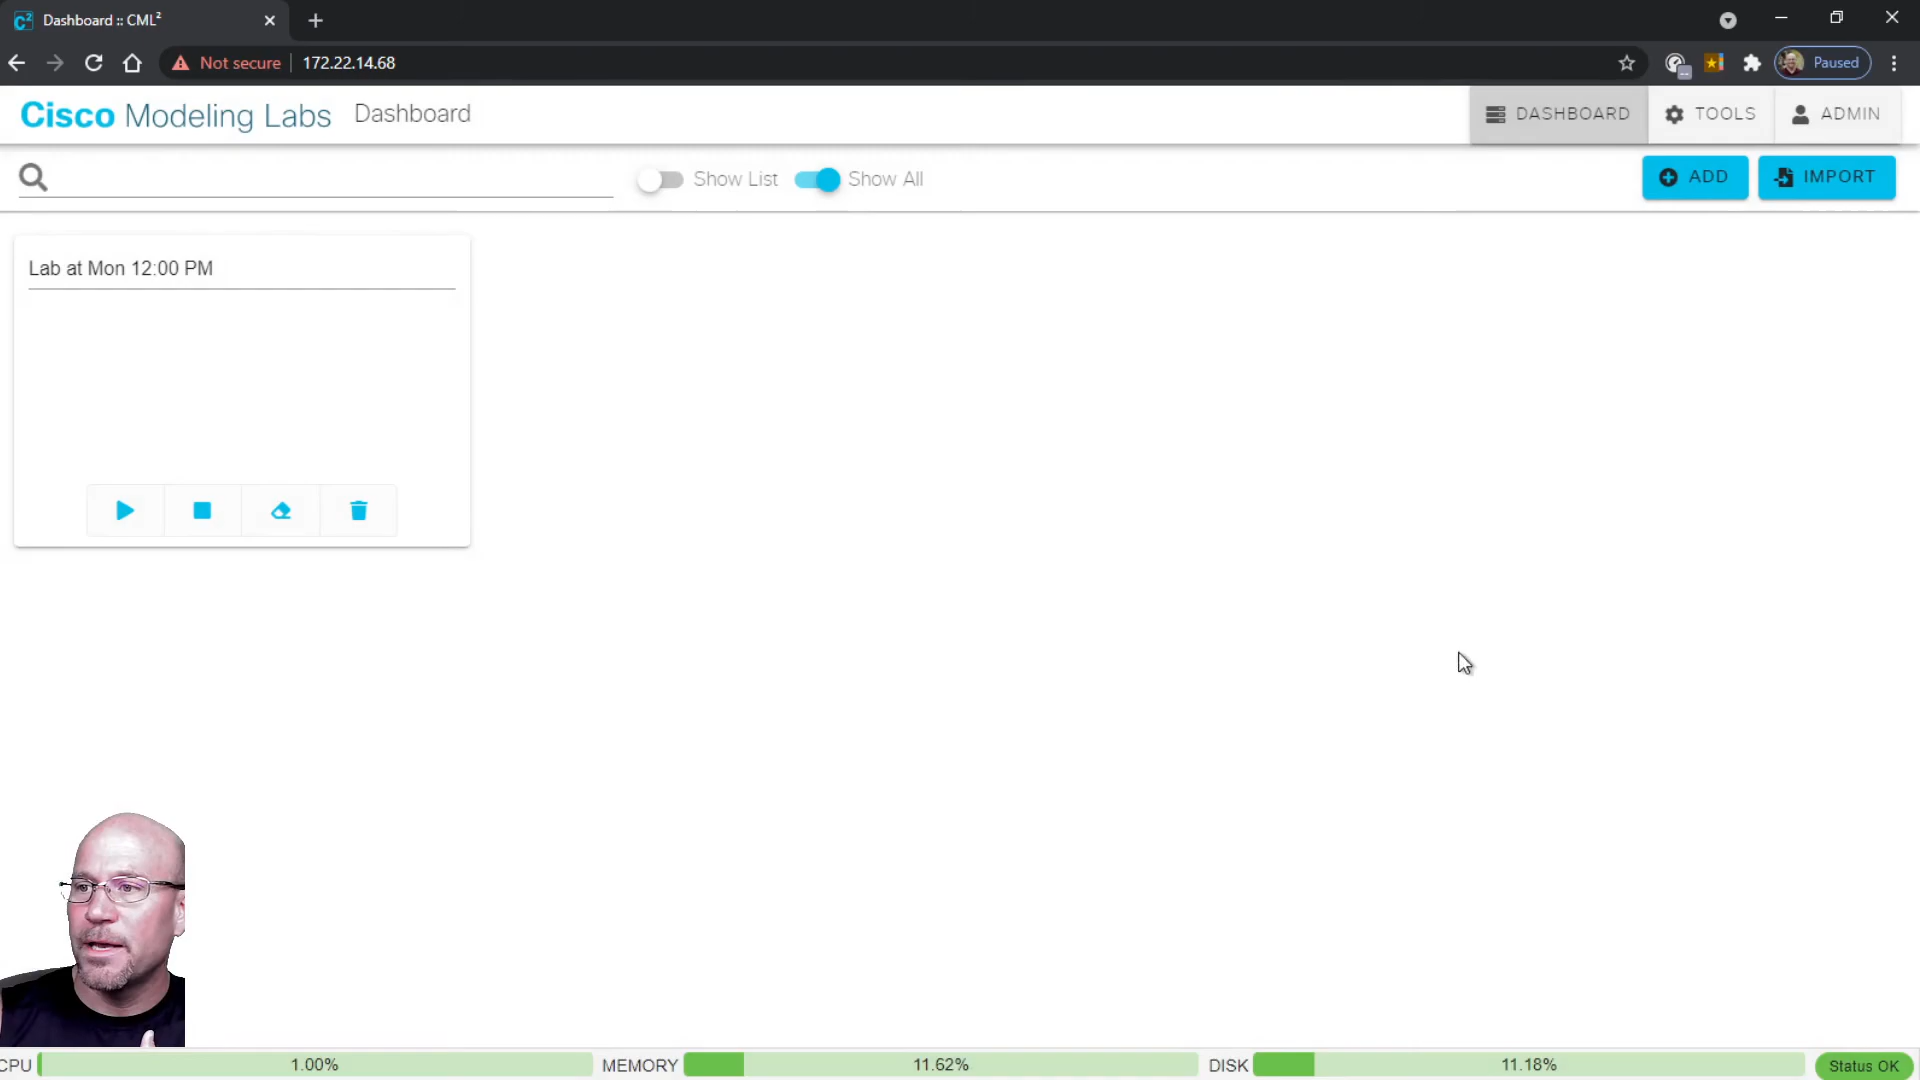 Dashboard :: CML²
Not secure 172.22.14.68 Paused
Cisco Modeling Labs Dashboard DASHBOARD TOOLS ADMIN
Show List Show All ADD IMPORT
Lab at Mon 12:00 PM
CPU 1.00% MEMORY 11.62% DISK 11.18% Status OK